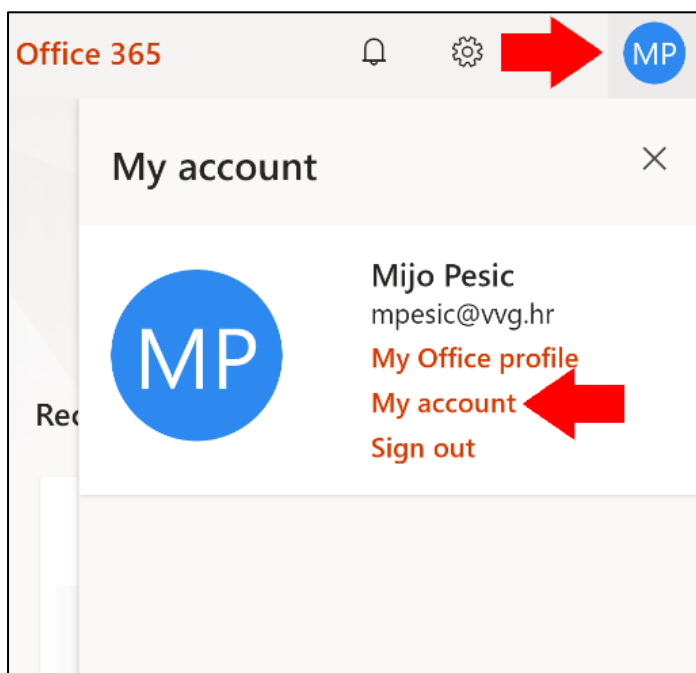 Office 365
MP
My account
MP
Mijo Pesic
mpesic@vvg.hr
My Office profile
My account
Sign out
Rec